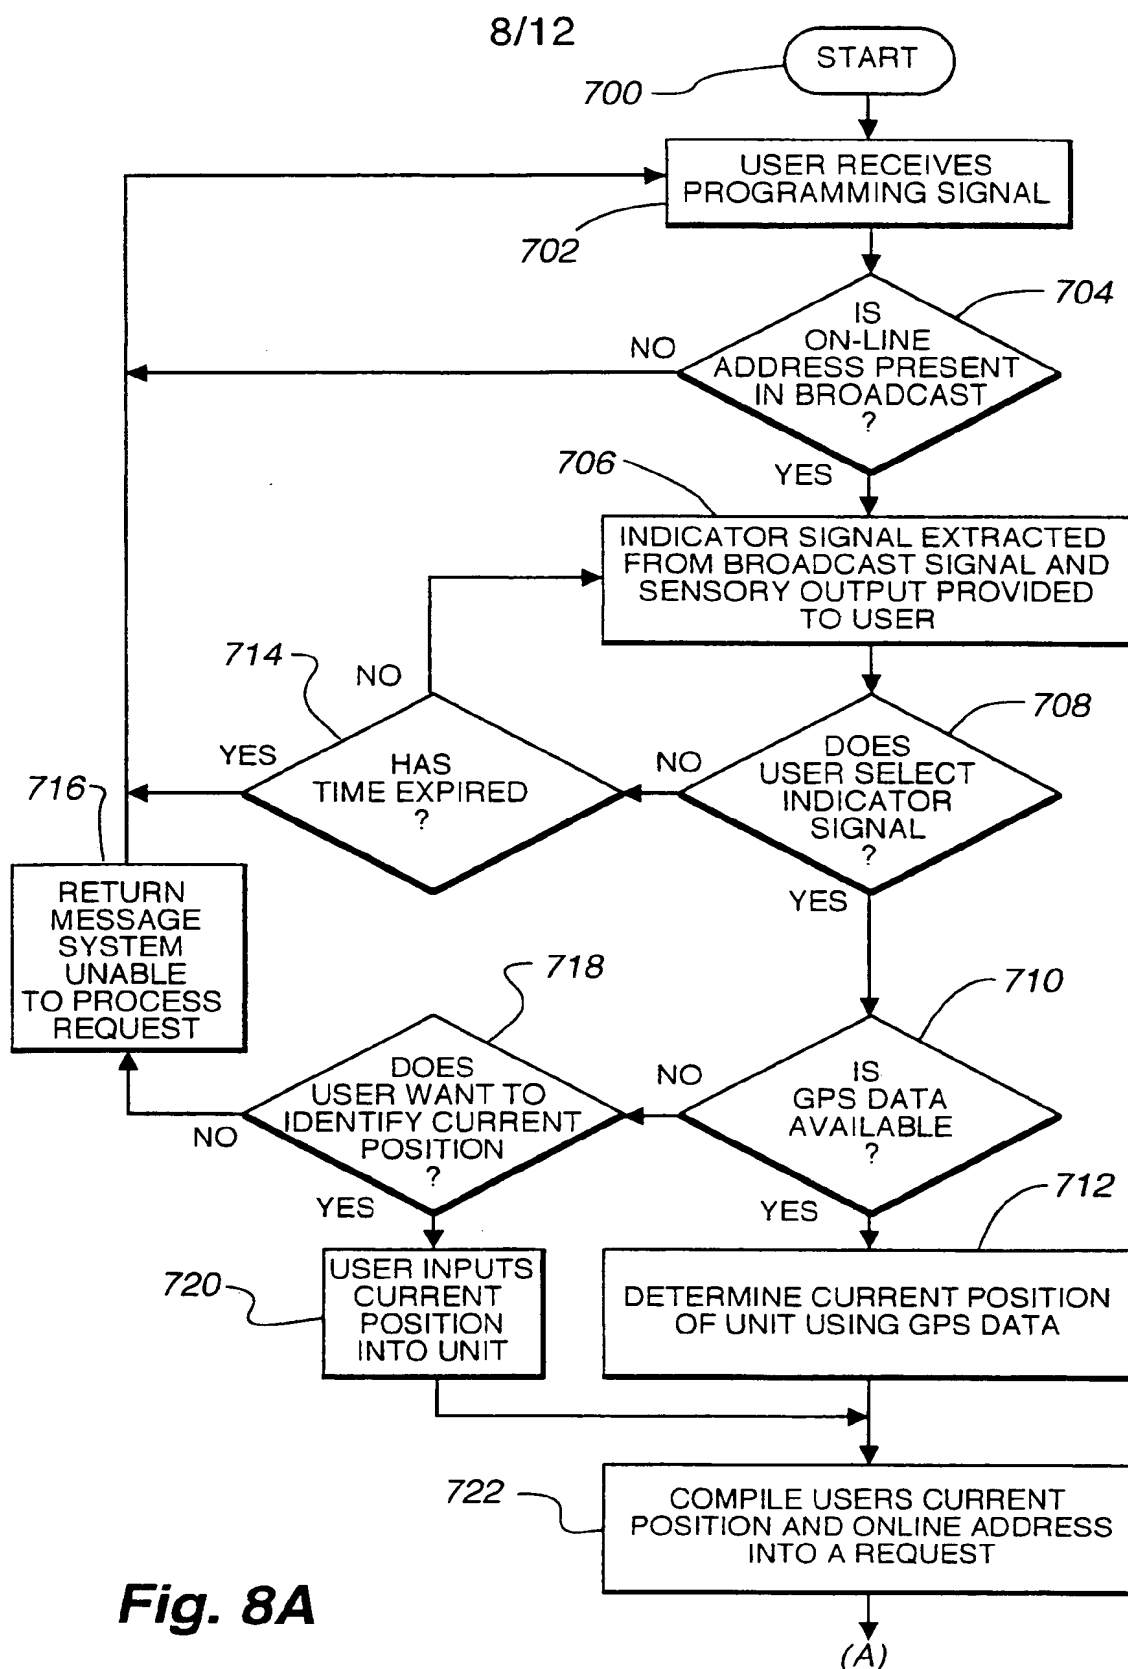 8/12
START
700
USER RECEIVES
PROGRAMMING SIGNAL
702
704
IS
ON-LINE
ADDRESS PRESENT
IN BROADCAST
?
NO
YES
706
INDICATOR SIGNAL EXTRACTED
FROM BROADCAST SIGNAL AND
SENSORY OUTPUT PROVIDED
TO USER
714
NO
708
YES
HAS
TIME EXPIRED
?
NO
DOES
USER SELECT
INDICATOR
SIGNAL
?
716
YES
RETURN
MESSAGE
SYSTEM
UNABLE
TO PROCESS
REQUEST
718
710
DOES
USER WANT TO
IDENTIFY CURRENT
POSITION
?
NO
IS
GPS DATA
AVAILABLE
?
NO
YES
YES
712
720
USER INPUTS
CURRENT
POSITION
INTO UNIT
DETERMINE CURRENT POSITION
OF UNIT USING GPS DATA
722
COMPILE USERS CURRENT
POSITION AND ONLINE ADDRESS
INTO A REQUEST
Fig. 8A
(A)